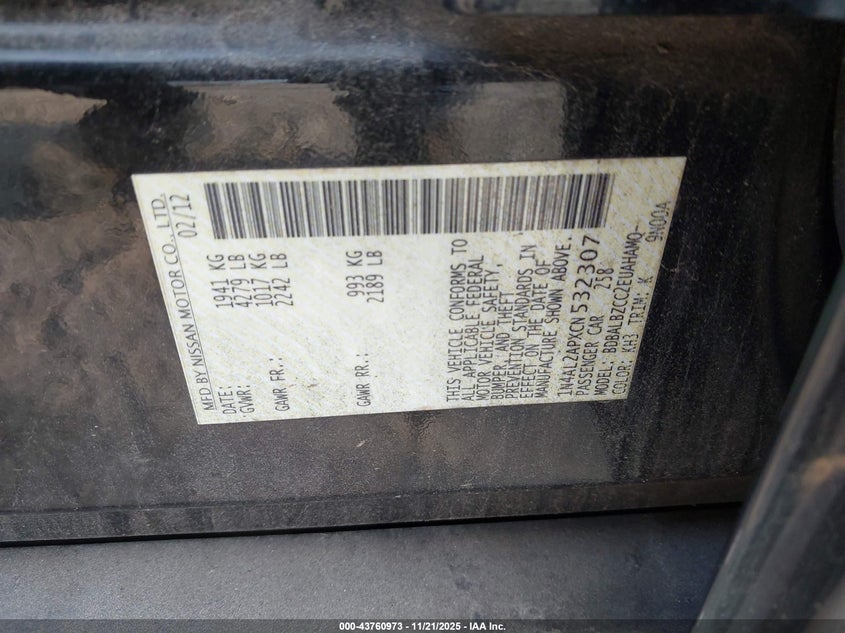 MFD BY NISSAN MOTOR CO., LTD.
DATE: 02/12
GVWR: 1941 KG
4279 LB
GAWR FR.: 1017 KG
2242 LB
GAWR RR.: 993 KG
2189 LB
THIS VEHICLE CONFORMS TO
ALL APPLICABLE FEDERAL
MOTOR VEHICLE SAFETY,
BUMPER, AND THEFT
PREVENTION STANDARDS IN
EFFECT ON THE DATE OF
MANUFACTURE SHOWN ABOVE.
1N4AL2APXCN532307
PASSENGER CAR 258
MODEL: BDBALBZCC2EUAHAMQ-
COLOR: KH3 TRIM: K 9N00A
000-43760973 - 11/21/2025 - IAA Inc.